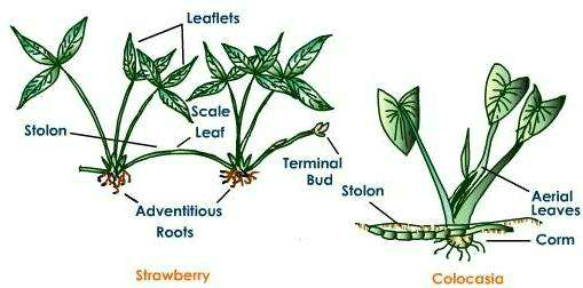 Leaflets
Scale
Leaf
Stolon
Terminal
Bud
Adventitious
Roots
Strawberry
Stolon
Aerial
Leaves
Corm
Colocasia